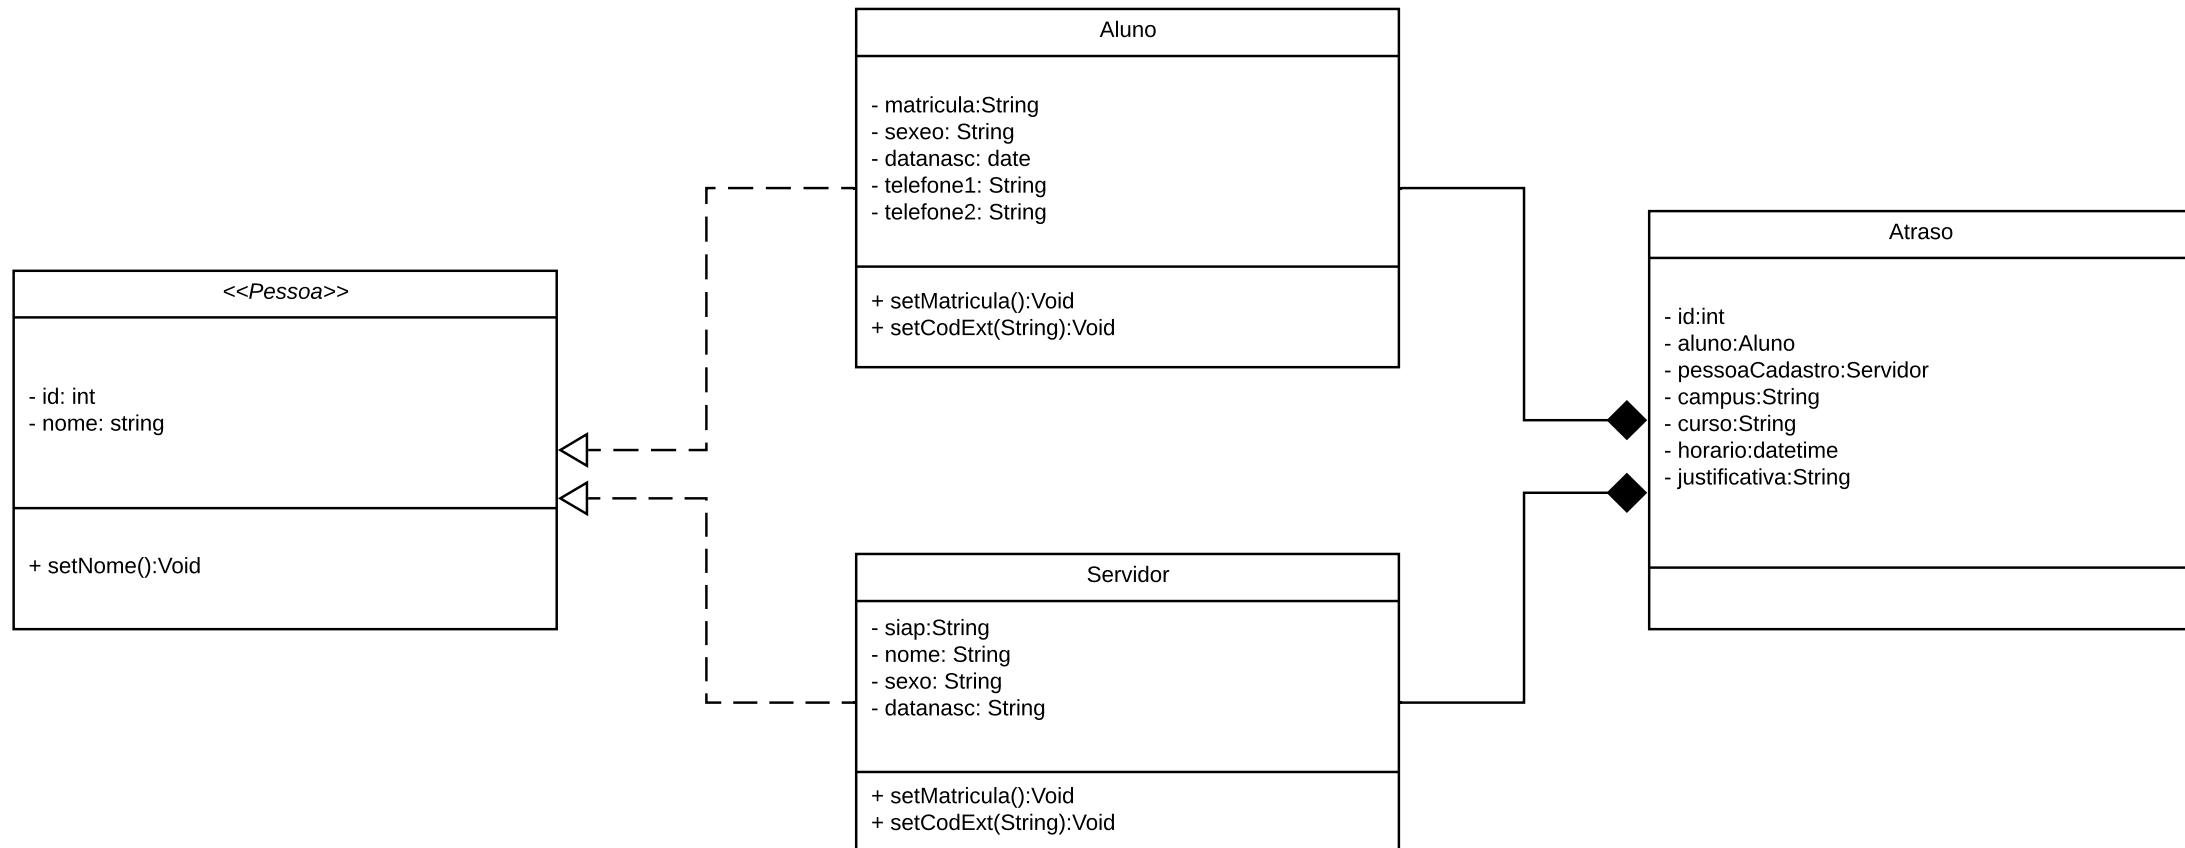 Aluno
- matricula:String
- sexeo: String
- datanasc: date
- telefone1: String
- telefone2: String
+ setMatricula():Void
+ setCodExt(String):Void
<<Pessoa>>
- id: int
- nome: string
+ setNome():Void
Atraso
- id:int
- aluno:Aluno
- pessoaCadastro:Servidor
- campus:String
- curso:String
- horario:datetime
- justificativa:String
Servidor
- siap:String
- nome: String
- sexo: String
- datanasc: String
+ setMatricula():Void
+ setCodExt(String):Void